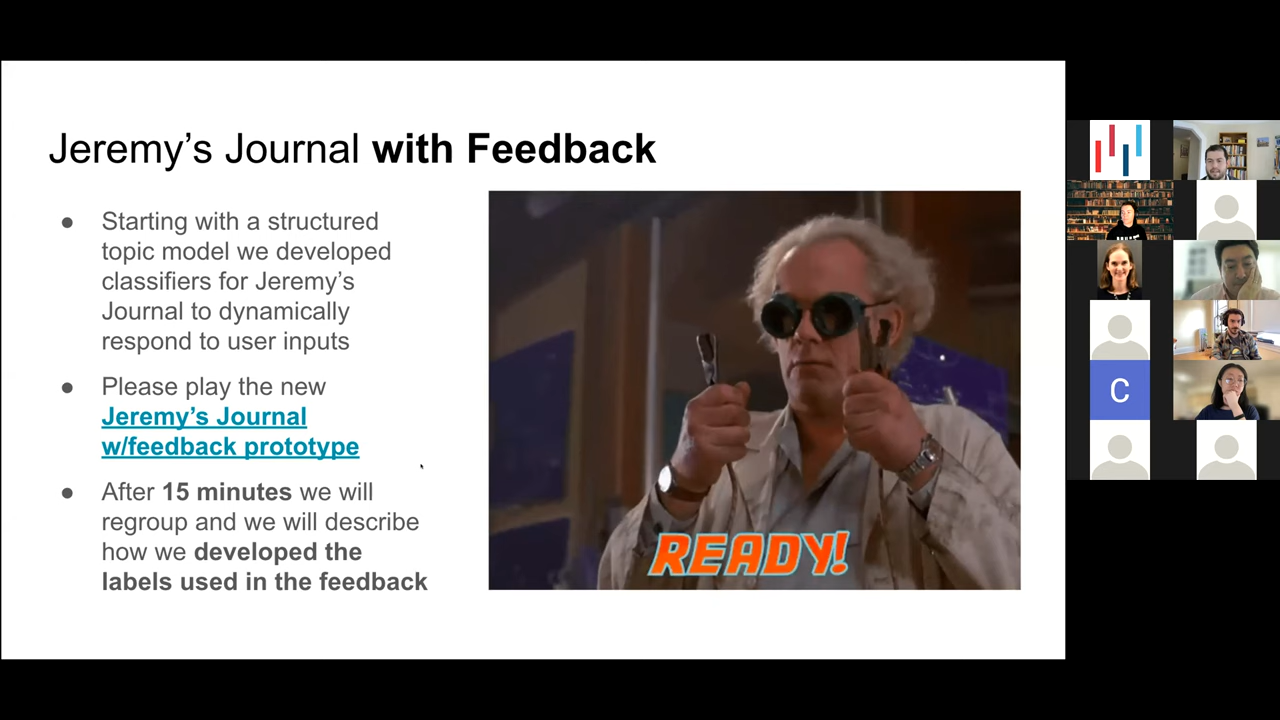 Jeremy’s Journal with Feedback
● Starting with a structured
topic model we developed
classifiers for Jeremy’s
Journal to dynamically
respond to user inputs
● Please play the new
Jeremy’s Journal
w/feedback prototype
● After 15 minutes we will
regroup and we will describe
how we developed the
labels used in the feedback
READY!
C